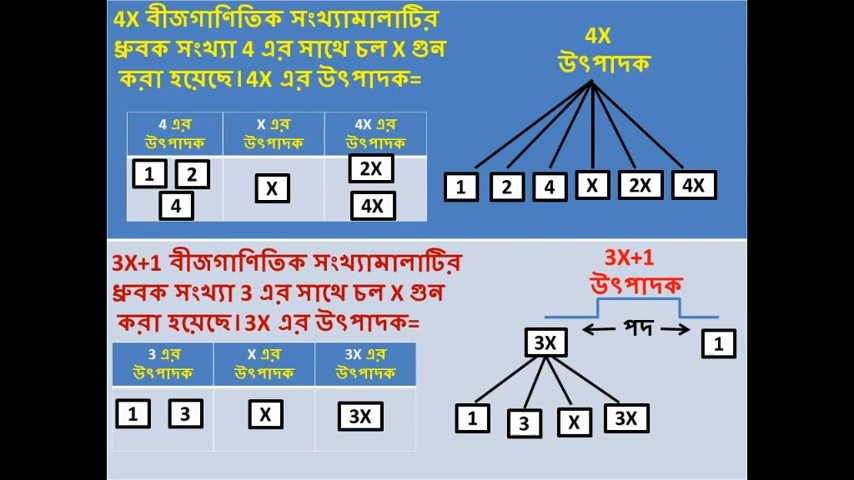 4X বীজগাণিতিক সংখ্যামালাটির
ধ্রুবক সংখ্যা 4 এর সাথে চল X গুন
করা হয়েছে।4X এর উৎপাদক=
4 এর উৎপাদক
X এর উৎপাদক
4X এর উৎপাদক
1 2
4
X
2X
4X
4X
উৎপাদক
1 2 4 X 2X 4X
3X+1 বীজগাণিতিক সংখ্যামালাটির
ধ্রুবক সংখ্যা 3 এর সাথে চল X গুন
করা হয়েছে।3X এর উৎপাদক=
3 এর উৎপাদক
X এর উৎপাদক
3X এর উৎপাদক
1 3
X
3X
3X+1
উৎপাদক
পদ
3X
1
1 3 X 3X